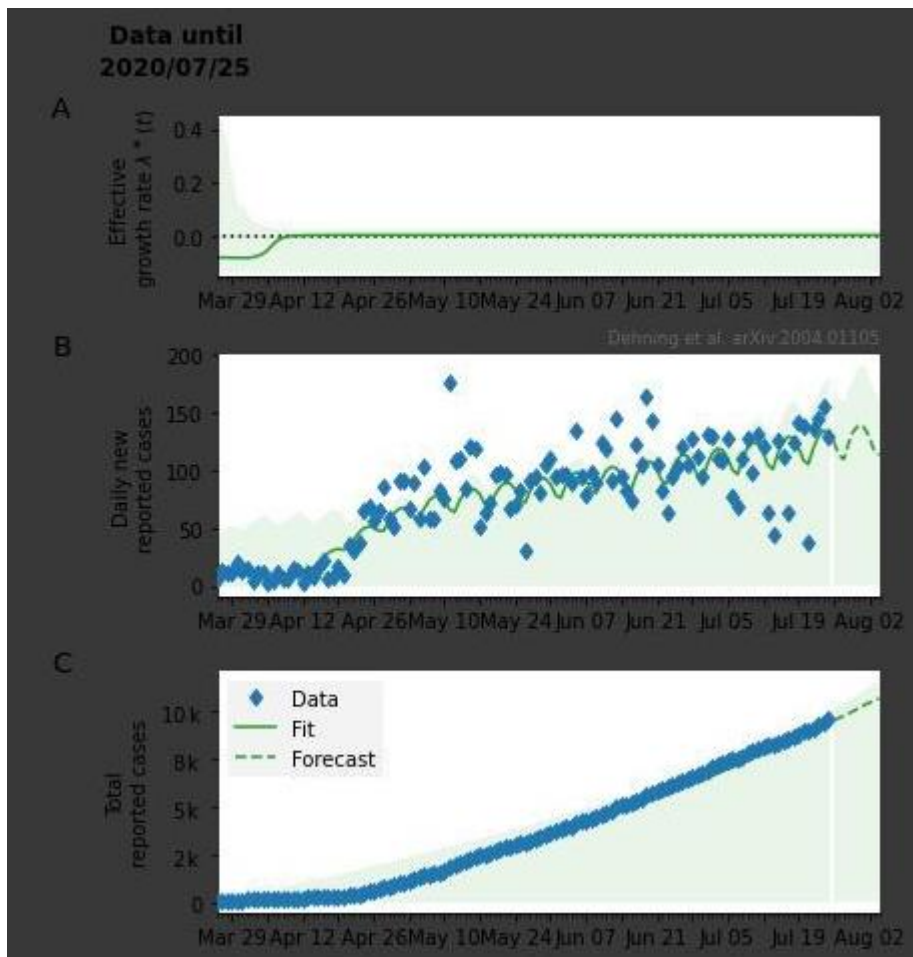 Data until
2020/07/25
A
Effective
growth rate λ*(t)
0.4
0.2
0.0
Mar 29 Apr 12 Apr 26 May 10 May 24 Jun 07 Jun 21 Jul 05 Jul 19 Aug 02
Dehning et al. arXiv:2004.01105
B
Daily new
reported cases
200
150
100
50
0
Mar 29 Apr 12 Apr 26 May 10 May 24 Jun 07 Jun 21 Jul 05 Jul 19 Aug 02
C
Total
reported cases
10 k
8k
5k
2k
0
Data
Fit
Forecast
Mar 29 Apr 12 Apr 26 May 10 May 24 Jun 07 Jun 21 Jul 05 Jul 19 Aug 02